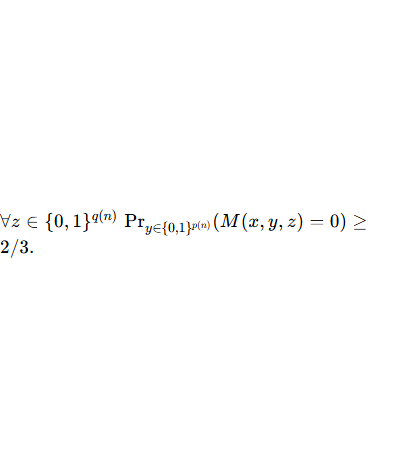 ∀z ∈ {0, 1}^{q(n)} Pr_{y∈{0,1}^{p(n)}}(M(x, y, z) = 0) ≥
2/3.